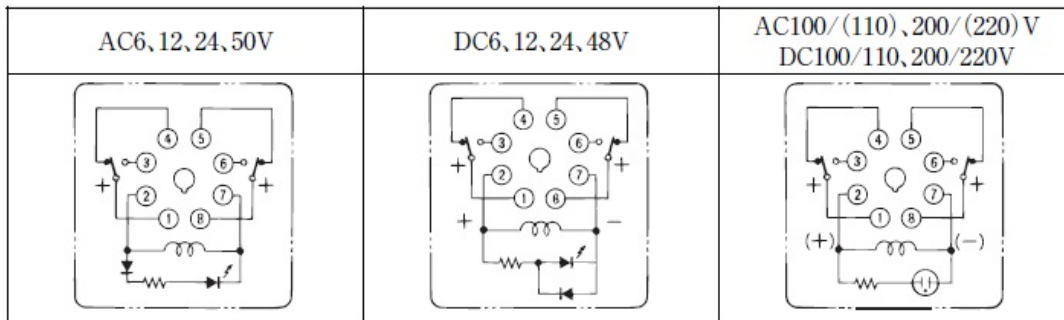 AC6、12、24、50V
DC6、12、24、48V
AC100/(110)、200/(220)V
DC100/110、200/220V
4 5
3 6
+ 2 7 +
1 8
4 5
3 6
+ 2 7 +
1 6
+ −
4 5
3 6
+ 2 7 +
1 8
(+) (−)